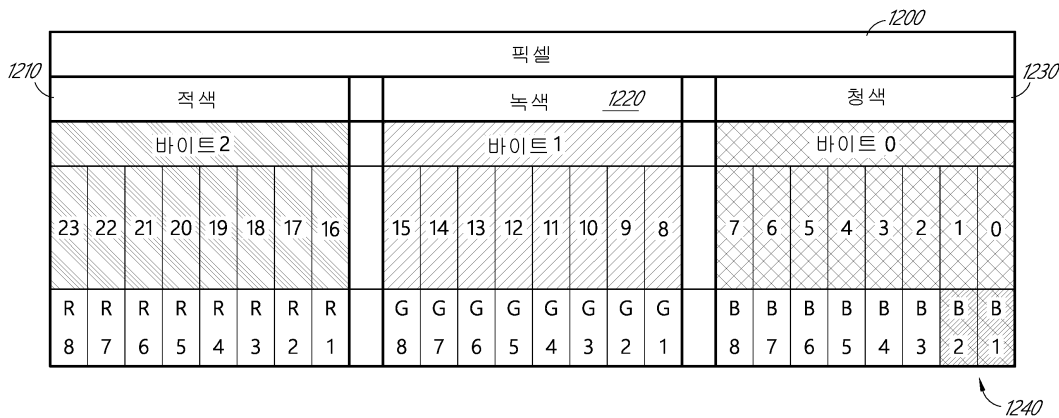 1200
픽셀
1210
1230
적색
녹색 1220
청색
바이트2
바이트1
바이트 0
23 22 21 20 19 18 17 16 15 14 13 12 11 10 9 8 7 6 5 4 3 2 1 0
R R R R R R R R G G G G G G G G B B B B B B B B
8 7 6 5 4 3 2 1 8 7 6 5 4 3 2 1 8 7 6 5 4 3 2 1
1240